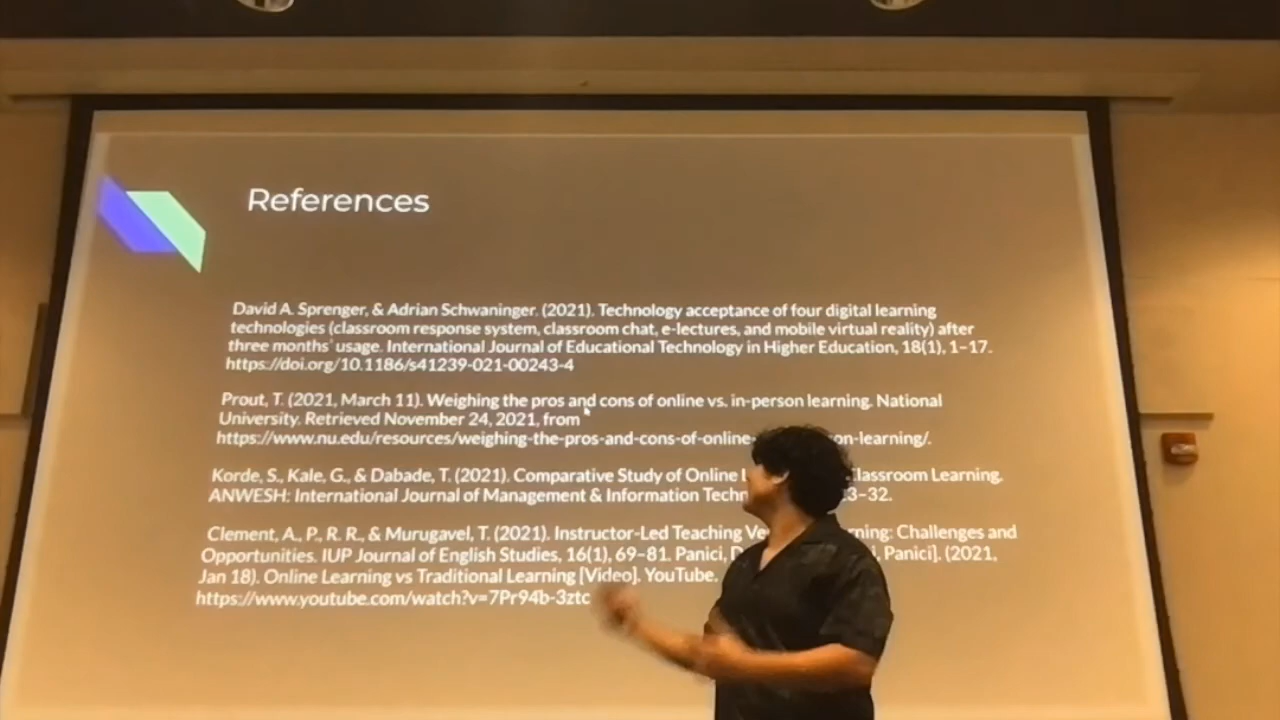 References
David A. Sprenger, & Adrian Schwaninger. (2021). Technology acceptance of four digital learning
technologies (classroom response system, classroom chat, e-lectures, and mobile virtual reality) after
three months' usage. International Journal of Educational Technology in Higher Education, 18(1), 1–17.
https://doi.org/10.1186/s41239-021-00243-4
Prout, T. (2021, March 11). Weighing the pros and cons of online vs. in-person learning. National
University. Retrieved November 24, 2021, from
https://www.nu.edu/resources/weighing-the-pros-and-cons-of-online- on-learning/.
Korde, S., Kale, G., & Dabade, T. (2021). Comparative Study of Online Classroom Learning.
ANWESH: International Journal of Management & Information 3–32.
Clement, A., P., R. R., & Murugavel, T. (2021). Instructor-Led Teaching Challenges and
Opportunities. IUP Journal of English Studies, 16(1), 69–81. Panici, Panici]. (2021,
Jan 18). Online Learning vs Traditional Learning [Video]. YouTube.
https://www.youtube.com/watch?v=7Pr94b-3ztc